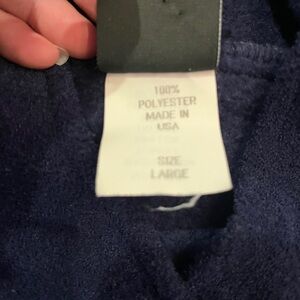 100%
POLYESTER
MADE IN
USA
SIZE
LARGE